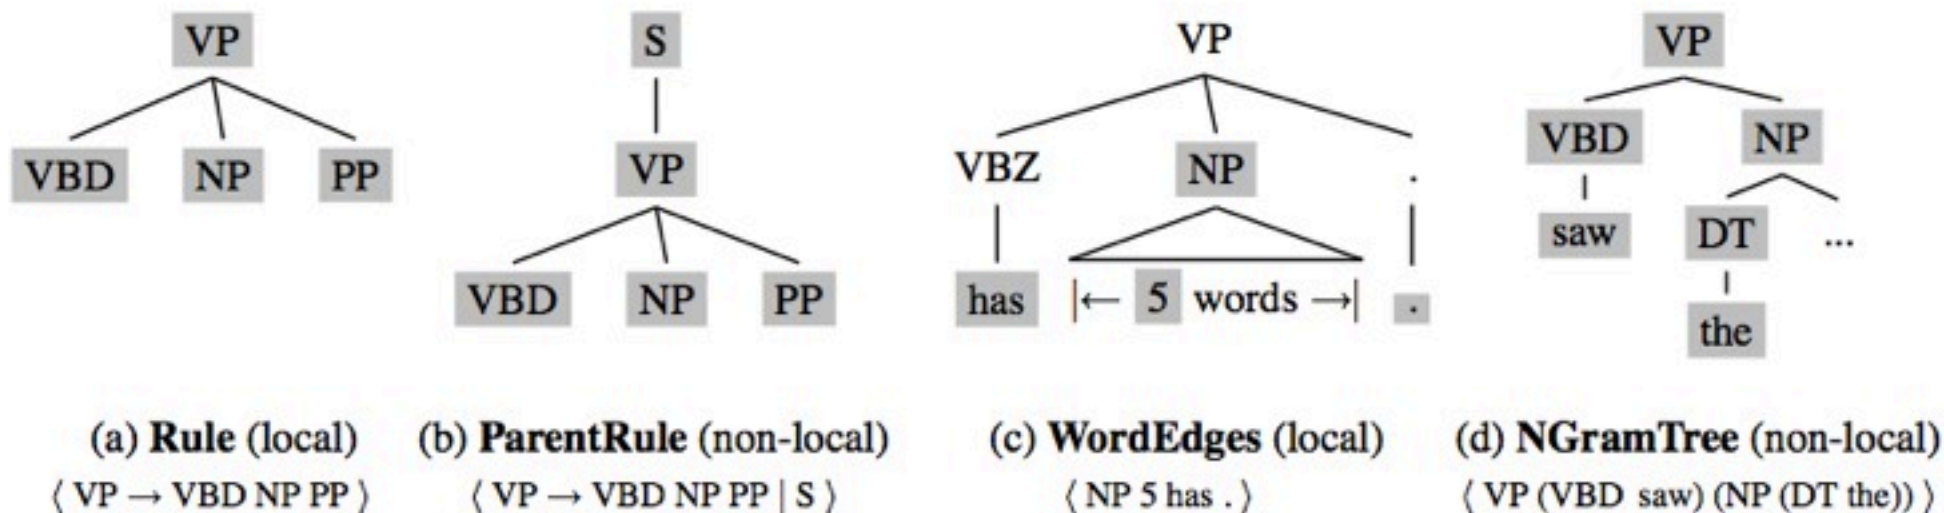 VP
VBD NP PP
S
VP
VBD NP PP
VP
VBZ NP .
has |← 5 words →| .
VP
VBD NP
saw DT ...
the
(a) Rule (local)
⟨ VP → VBD NP PP ⟩
(b) ParentRule (non-local)
⟨ VP → VBD NP PP | S ⟩
(c) WordEdges (local)
⟨ NP 5 has . ⟩
(d) NGramTree (non-local)
⟨ VP (VBD saw) (NP (DT the)) ⟩